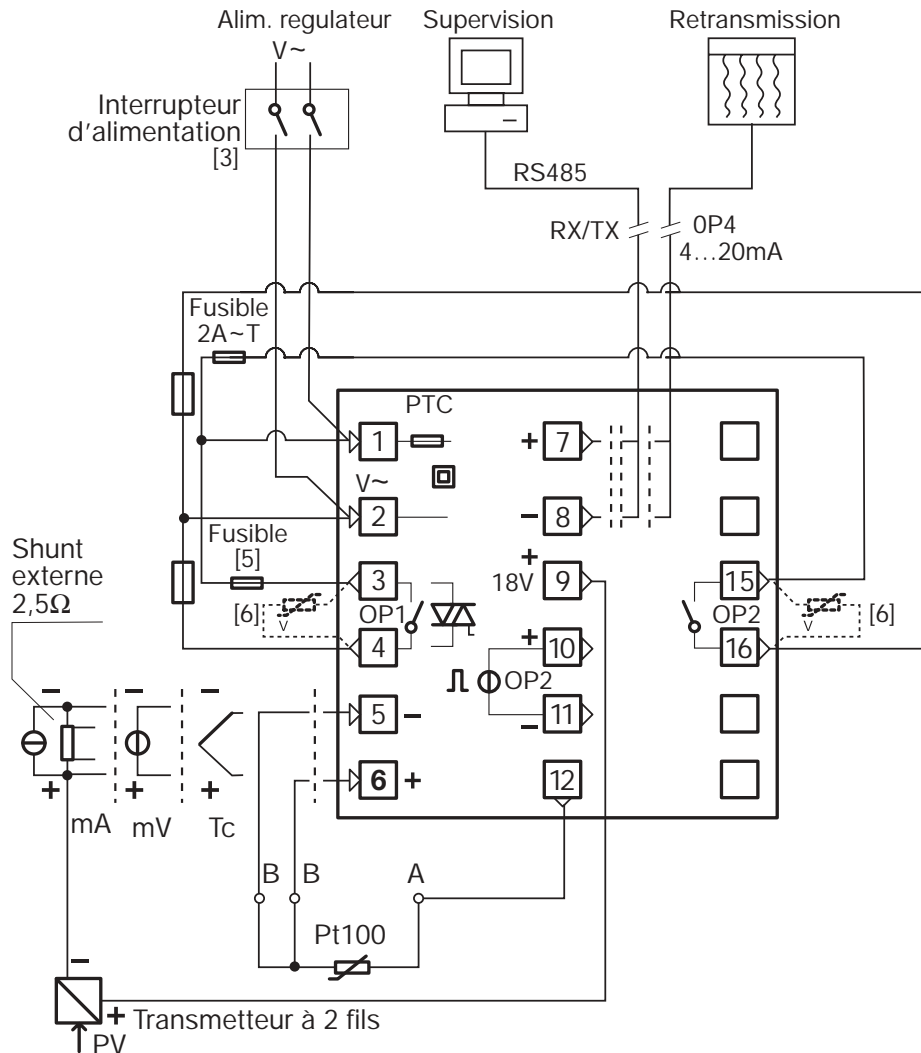 Alim. regulateur
Supervision
Retransmission
V~
Interrupteur
d'alimentation
[3]
RS485
RX/TX
0P4
4…20mA
Fusible
2A~T
PTC
1
+
7
V~
2
-
8
Fusible
[5]
Shunt
externe
2,5Ω
+
3
18V
9
15
[6]
OP1
OP2
[6]
V
V
4
+
10
16
OP2
-
-
-
5
-
-
11
6
+
12
+
+
+
mA
mV
Tc
B
B
A
Pt100
-
+
Transmetteur à 2 fils
PV